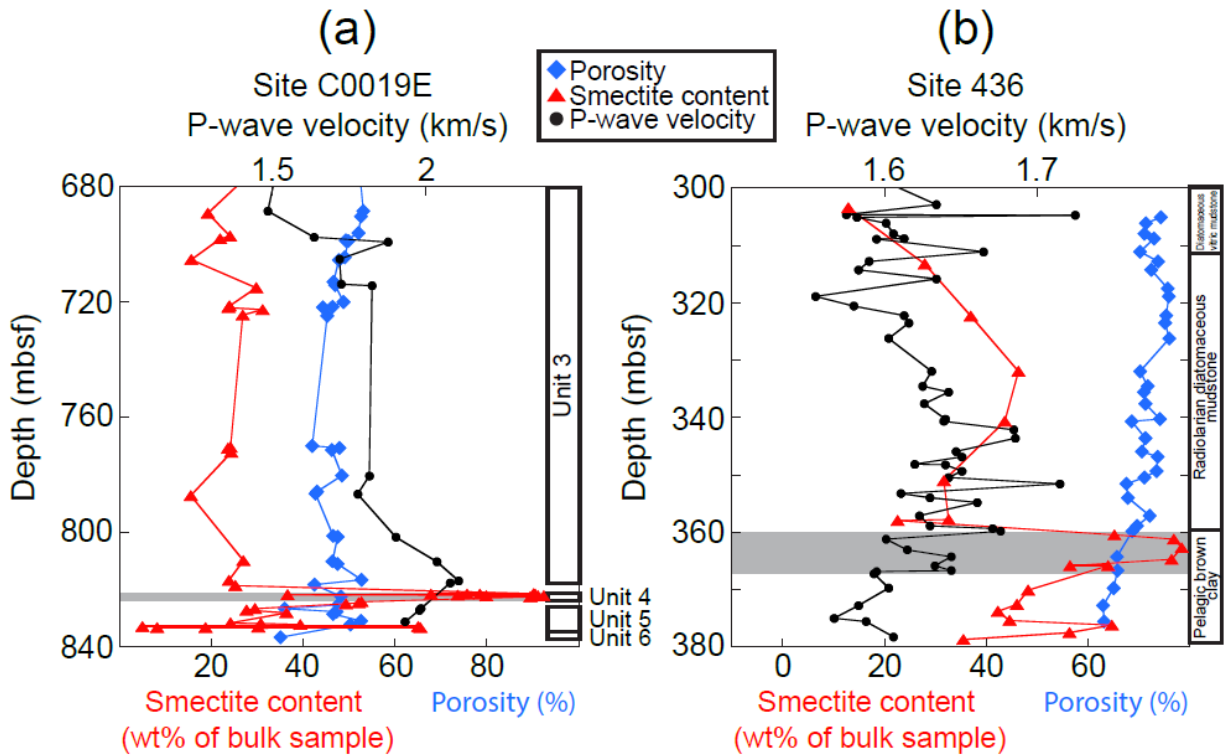 (a)
(b)
Site C0019E
P-wave velocity (km/s)
Porosity
Smectite content
P-wave velocity
Site 436
P-wave velocity (km/s)
1.5
2
1.6
1.7
Depth (mbsf)
680
720
760
800
840
Unit 3
Unit 4
Unit 5
Unit 6
20
40
60
80
Smectite content
(wt% of bulk sample)
Porosity (%)
Depth (mbsf)
300
320
340
360
380
Diatomaceous
vitric mudstone
Radiolarian diatomaceous
mudstone
Pelagic brown
clay
0
20
40
60
Smectite content
(wt% of bulk sample)
Porosity (%)